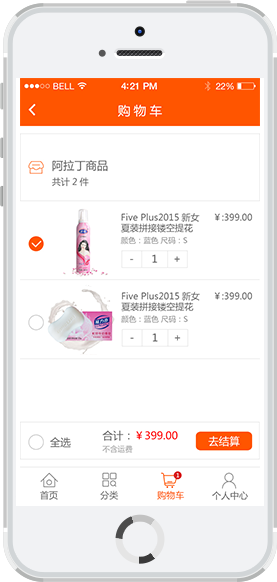 BELL 4:21 PM 22%
购物车
阿拉丁商品
共计 2 件
Five Plus2015 新女 ¥ :399.00
夏装拼接镂空提花
颜色：蓝色 尺码：S
- 1 +
Five Plus2015 新女 ¥ :399.00
夏装拼接镂空提花
颜色：蓝色 尺码：S
- 1 +
全选
合计： ¥ 399.00
不含运费
去结算
1
首页 分类 购物车 个人中心